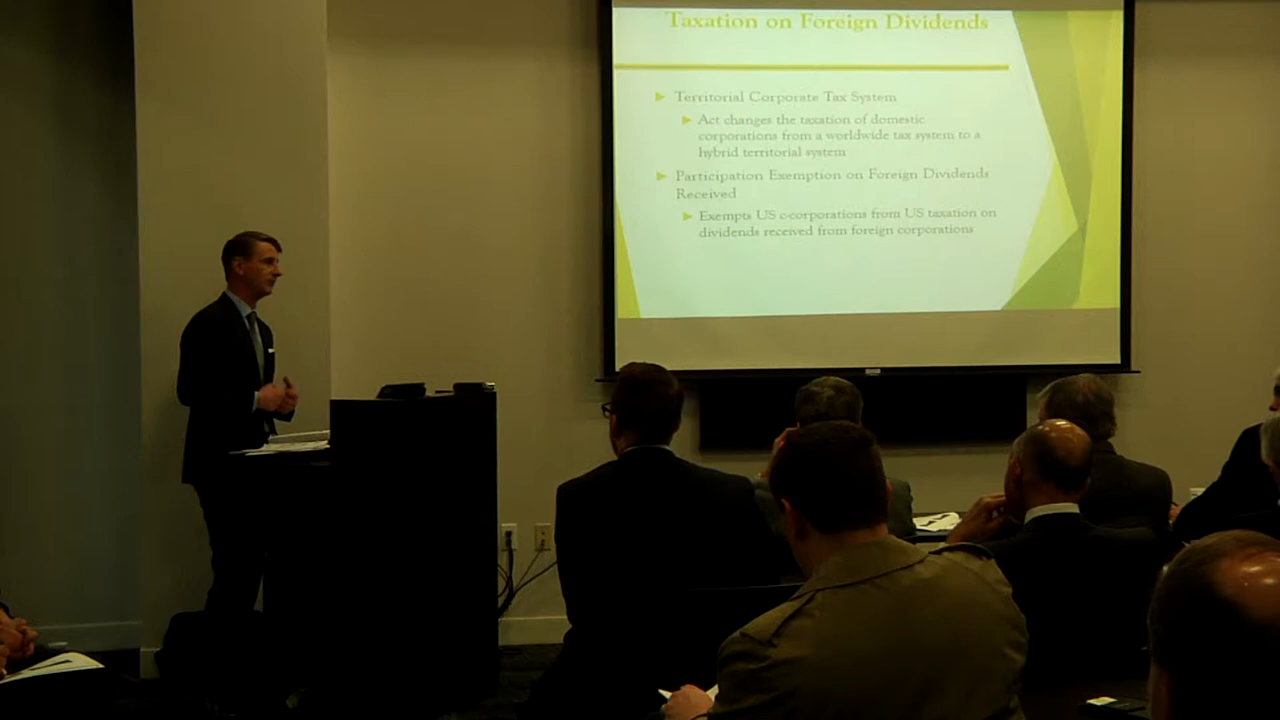 Taxation on Foreign Dividends
Territorial Corporate Tax System
Act changes the taxation of domestic
corporations from a worldwide tax system to a
hybrid territorial system
Participation Exemption on Foreign Dividends
Received
Exempts US c-corporations from US taxation on
dividends received from foreign corporations